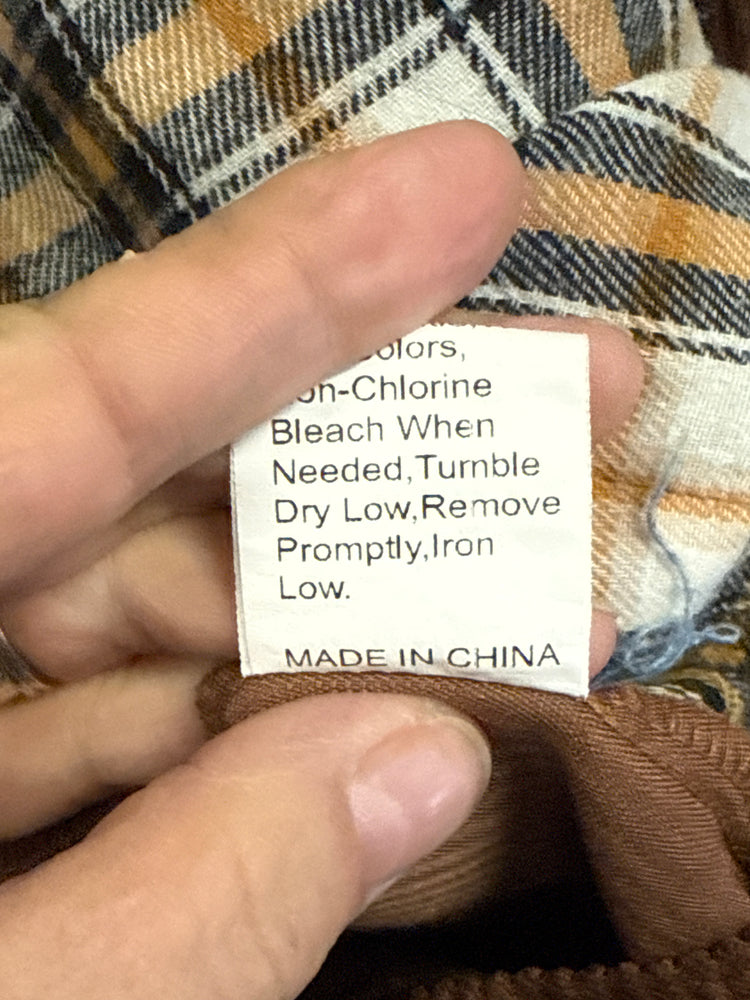 olors,
on-Chlorine
Bleach When
Needed,Tumble
Dry Low,Remove
Promptly,Iron
Low.
MADE IN CHINA